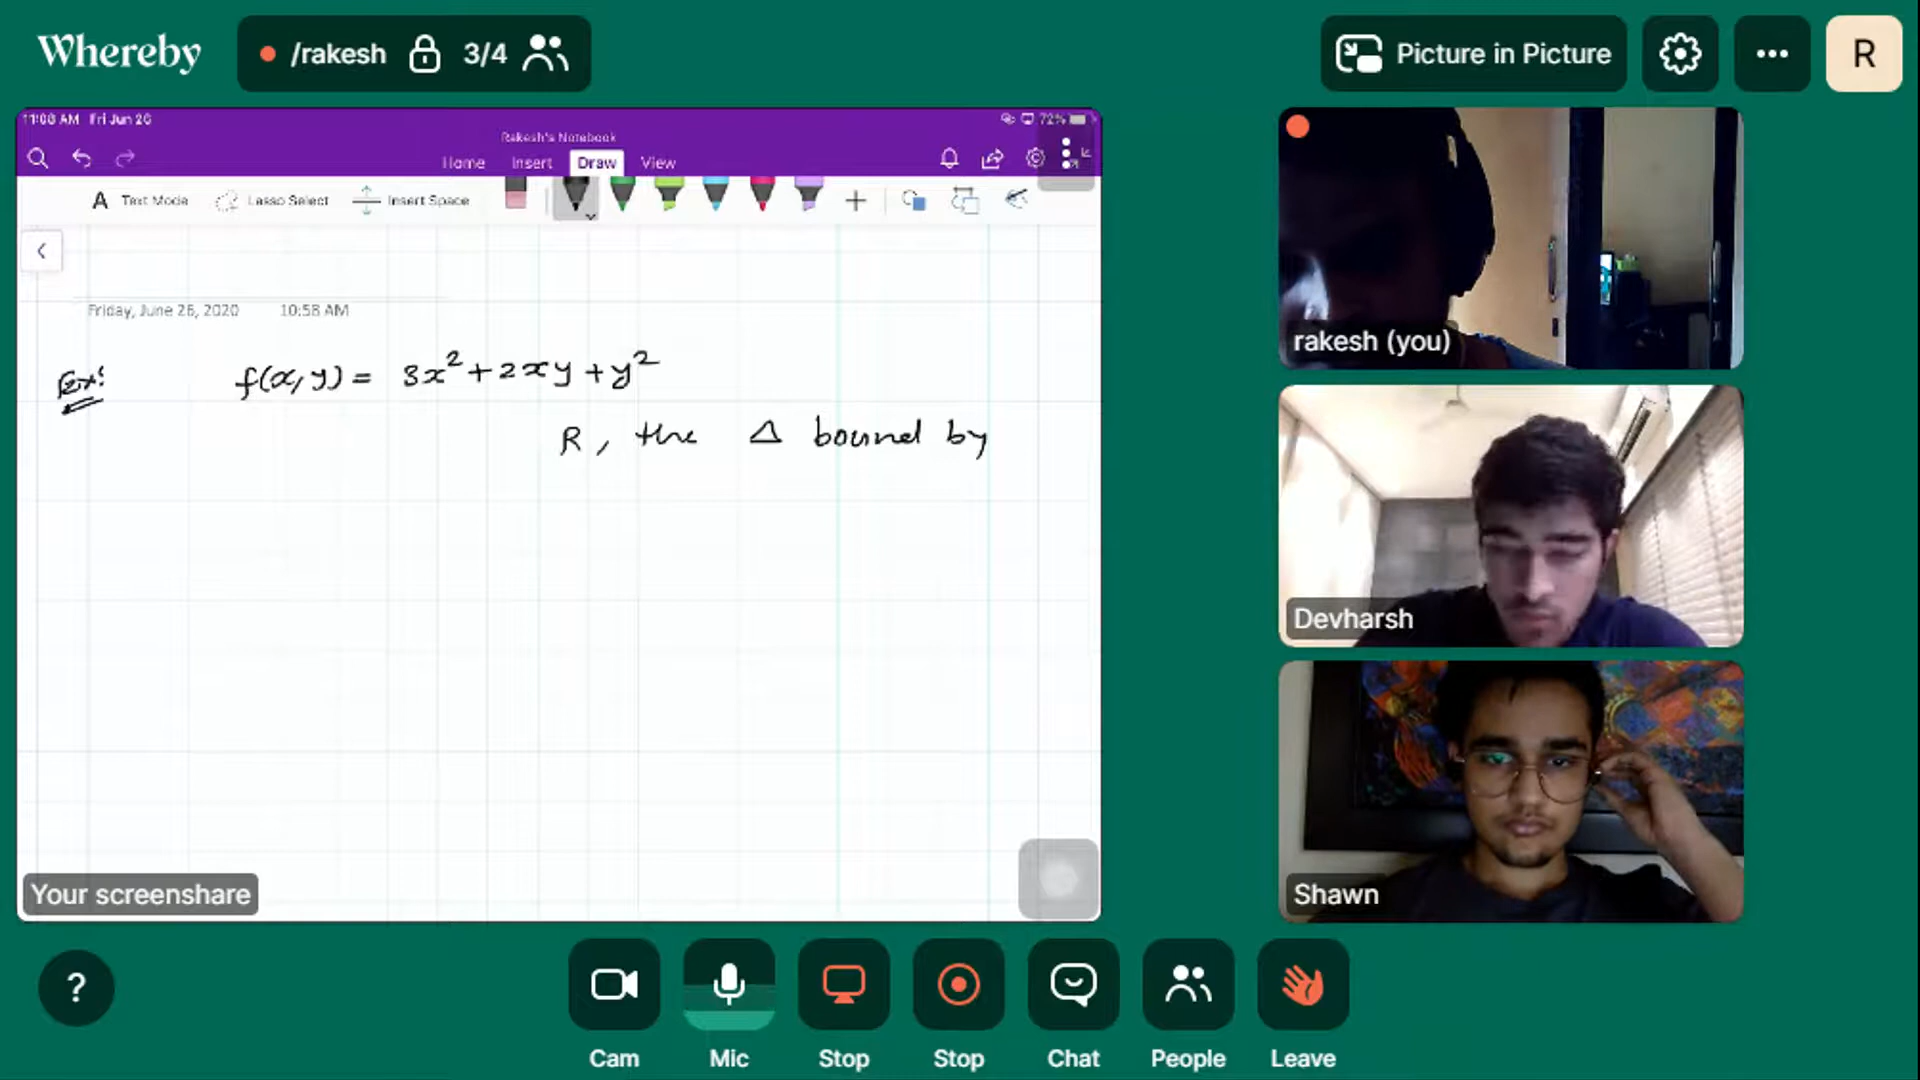 Whereby
/rakesh 3/4
Picture in Picture
R
11:08 AM Fri Jun 26
72%
Rakesh's Notebook
Home Insert Draw View
A Text Mode Lasso Select Insert Space
Friday, June 26, 2020 10:58 AM
Ex: f(x,y) = 3x² + 2xy + y²
R, the Δ bound by
Your screenshare
rakesh (you)
Devharsh
Shawn
?
Cam Mic Stop Stop Chat People Leave